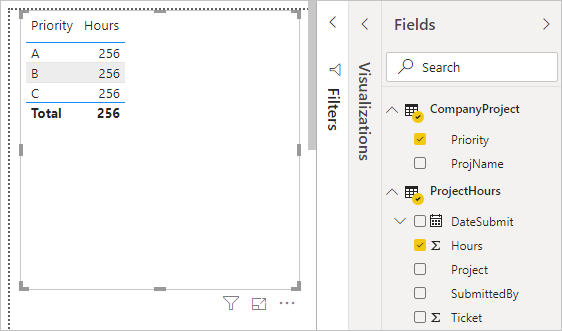 Priority Hours
A 256
B 256
C 256
Total 256
Filters
Visualizations
Fields
Search
CompanyProject
Priority
ProjName
ProjectHours
DateSubmit
Σ Hours
Project
SubmittedBy
Σ Ticket